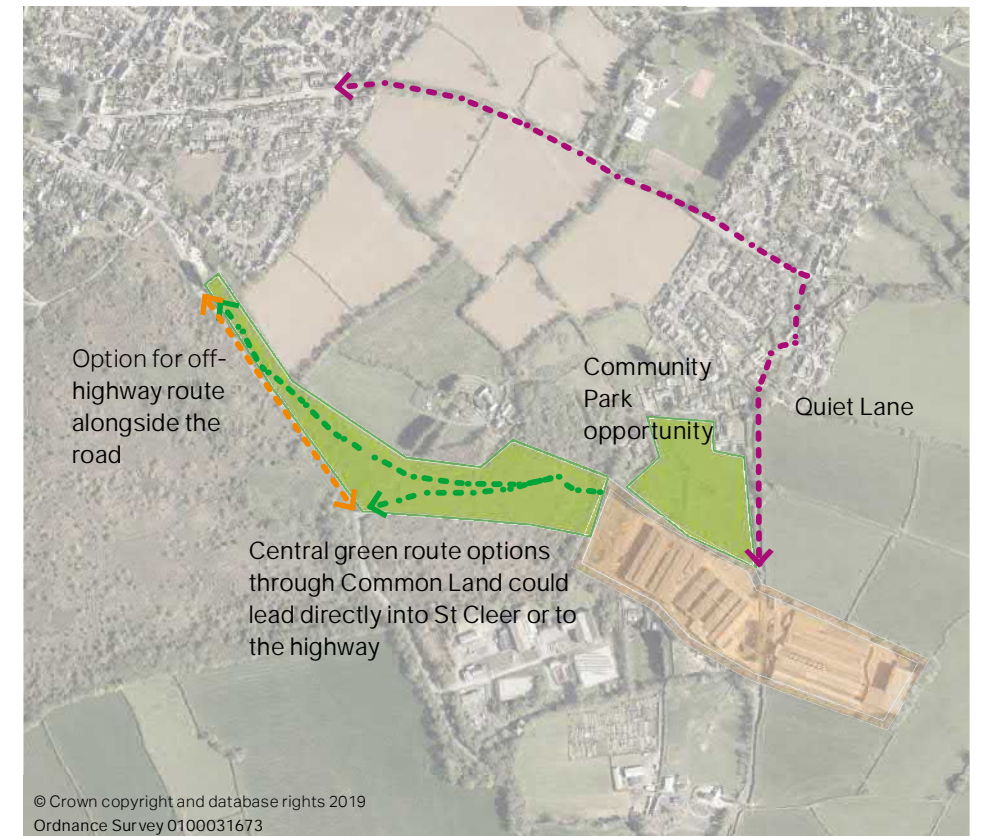 Option for off-
highway route
alongside the
road
Community
Park
opportunity
Quiet Lane
Central green route options
through Common Land could
lead directly into St Cleer or to
the highway
© Crown copyright and database rights 2019
Ordnance Survey 0100031673